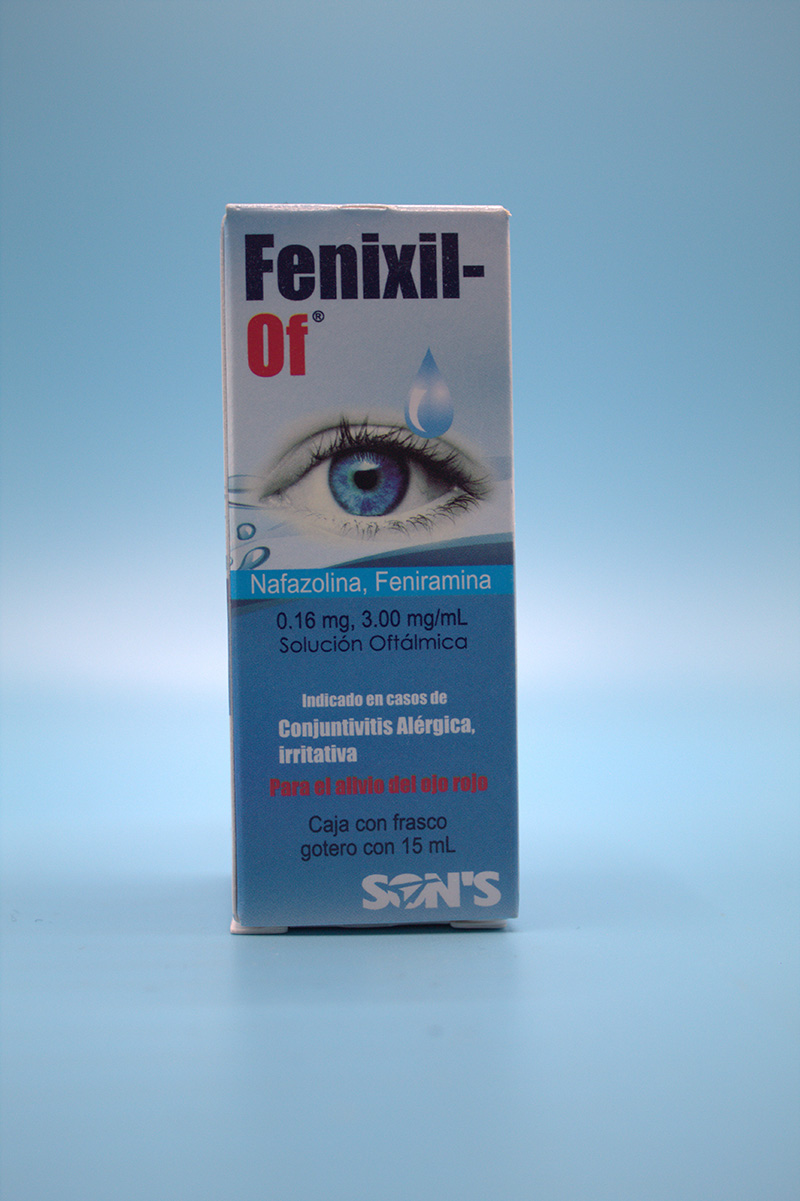 Fenixil-
Of®
Nafazolina, Feniramina
0.16 mg, 3.00 mg/mL
Solución Oftálmica
Indicado en casos de
Conjuntivitis Alérgica,
irritativa
Para el alivio del ojo rojo
Caja con frasco
gotero con 15 mL
SON'S